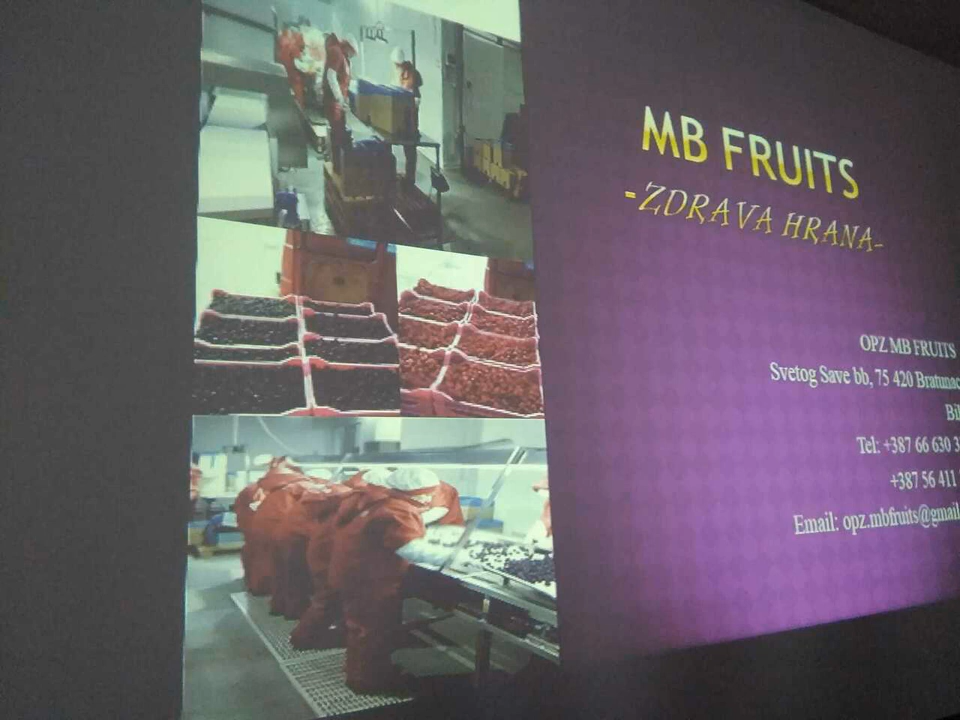 MB FRUITS
-ZDRAVA HRANA-
OPZ MB FRUITS
Svetog Save bb, 75 420 Bratunac
Tel: +387 66 630
+387 56 411
Email: opz.mbfruits@gmail